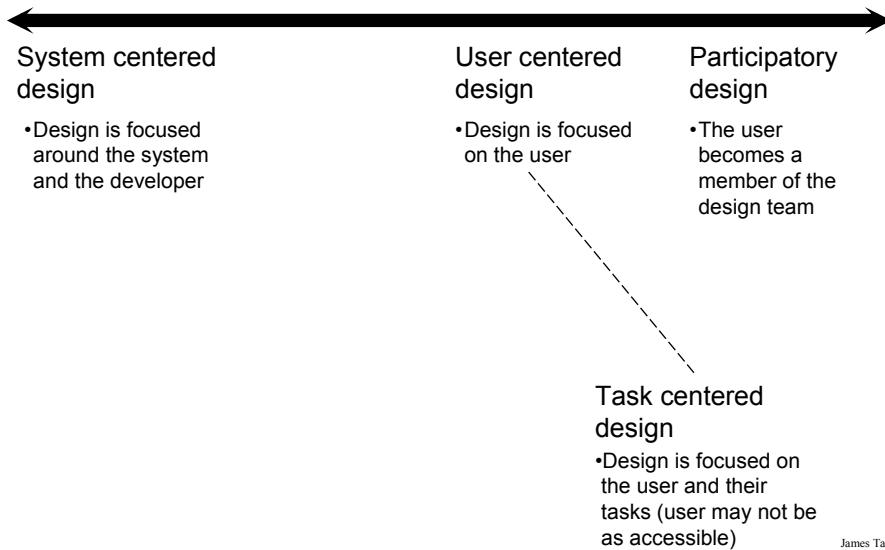 System centered
design
•Design is focused
around the system
and the developer
User centered
design
•Design is focused
on the user
Participatory
design
•The user
becomes a
member of the
design team
Task centered
design
•Design is focused on
the user and their
tasks (user may not be
as accessible)
James Ta